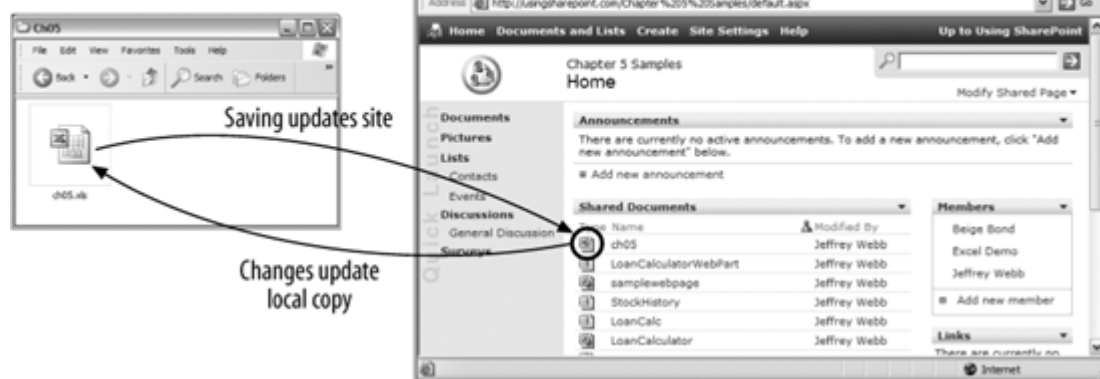 Ch05
File Edit View Favorites Tools Help
Back Search Folders
ch05.xls
Saving updates site
Changes update
local copy
Address http://usingsharepoint.com/Chapter%205%20Samples/default.aspx Go
Home Documents and Lists Create Site Settings Help Up to Using SharePoint
Chapter 5 Samples
Home
Modify Shared Page
Quick Launch
Documents
Pictures
Lists
Contacts
Events
Discussions
General Discussion
Surveys
Announcements
There are currently no active announcements. To add a new announcement, click "Add
new announcement" below.
Add new announcement
Shared Documents
Type Name Modified By
ch05 Jeffrey Webb
LoanCalculatorWebPart Jeffrey Webb
samplewebpage Jeffrey Webb
StockHistory Jeffrey Webb
LoanCalc Jeffrey Webb
LoanCalculator Jeffrey Webb
Members
Beige Bond
Excel Demo
Jeffrey Webb
Add new member
Links
There are currently no
Internet